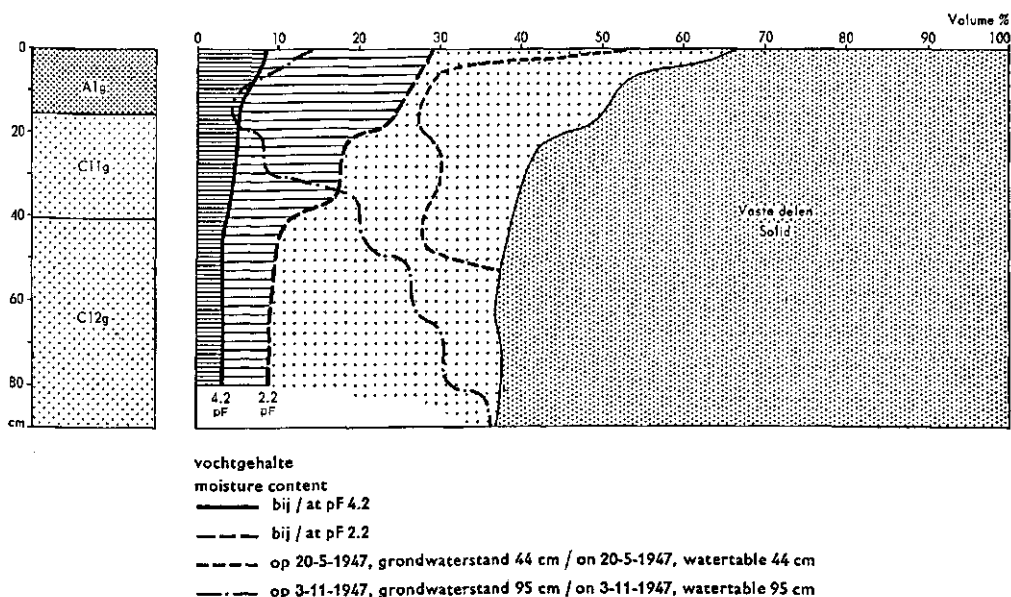 Volume %
0 10 20 30 40 50 60 70 80 90 100
0
A1g
20
C11g
40
60
C12g
80
cm
Vaste delen
Solid
4.2 2.2
pF pF
vochtgehalte
moisture content
bij / at pF 4.2
bij / at pF 2.2
op 20-5-1947, grondwaterstand 44 cm / on 20-5-1947, watertable 44 cm
op 3-11-1947, grondwaterstand 95 cm / on 3-11-1947, watertable 95 cm